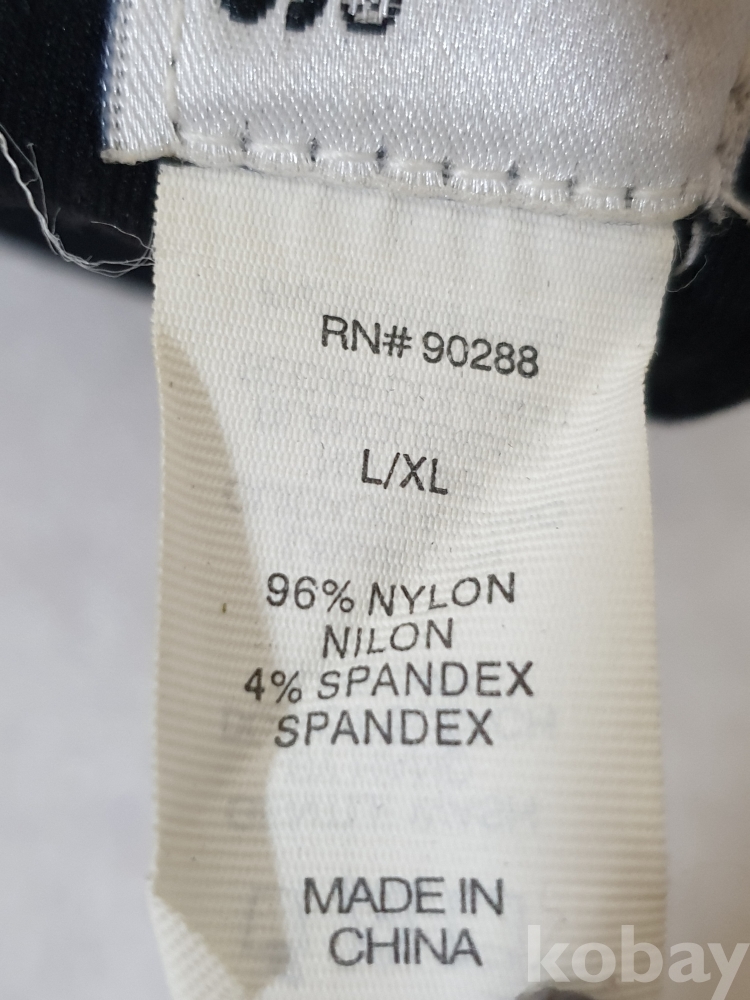 RN# 90288
L/XL
96% NYLON
NILON
4% SPANDEX
SPANDEX
MADE IN
CHINA
kobay